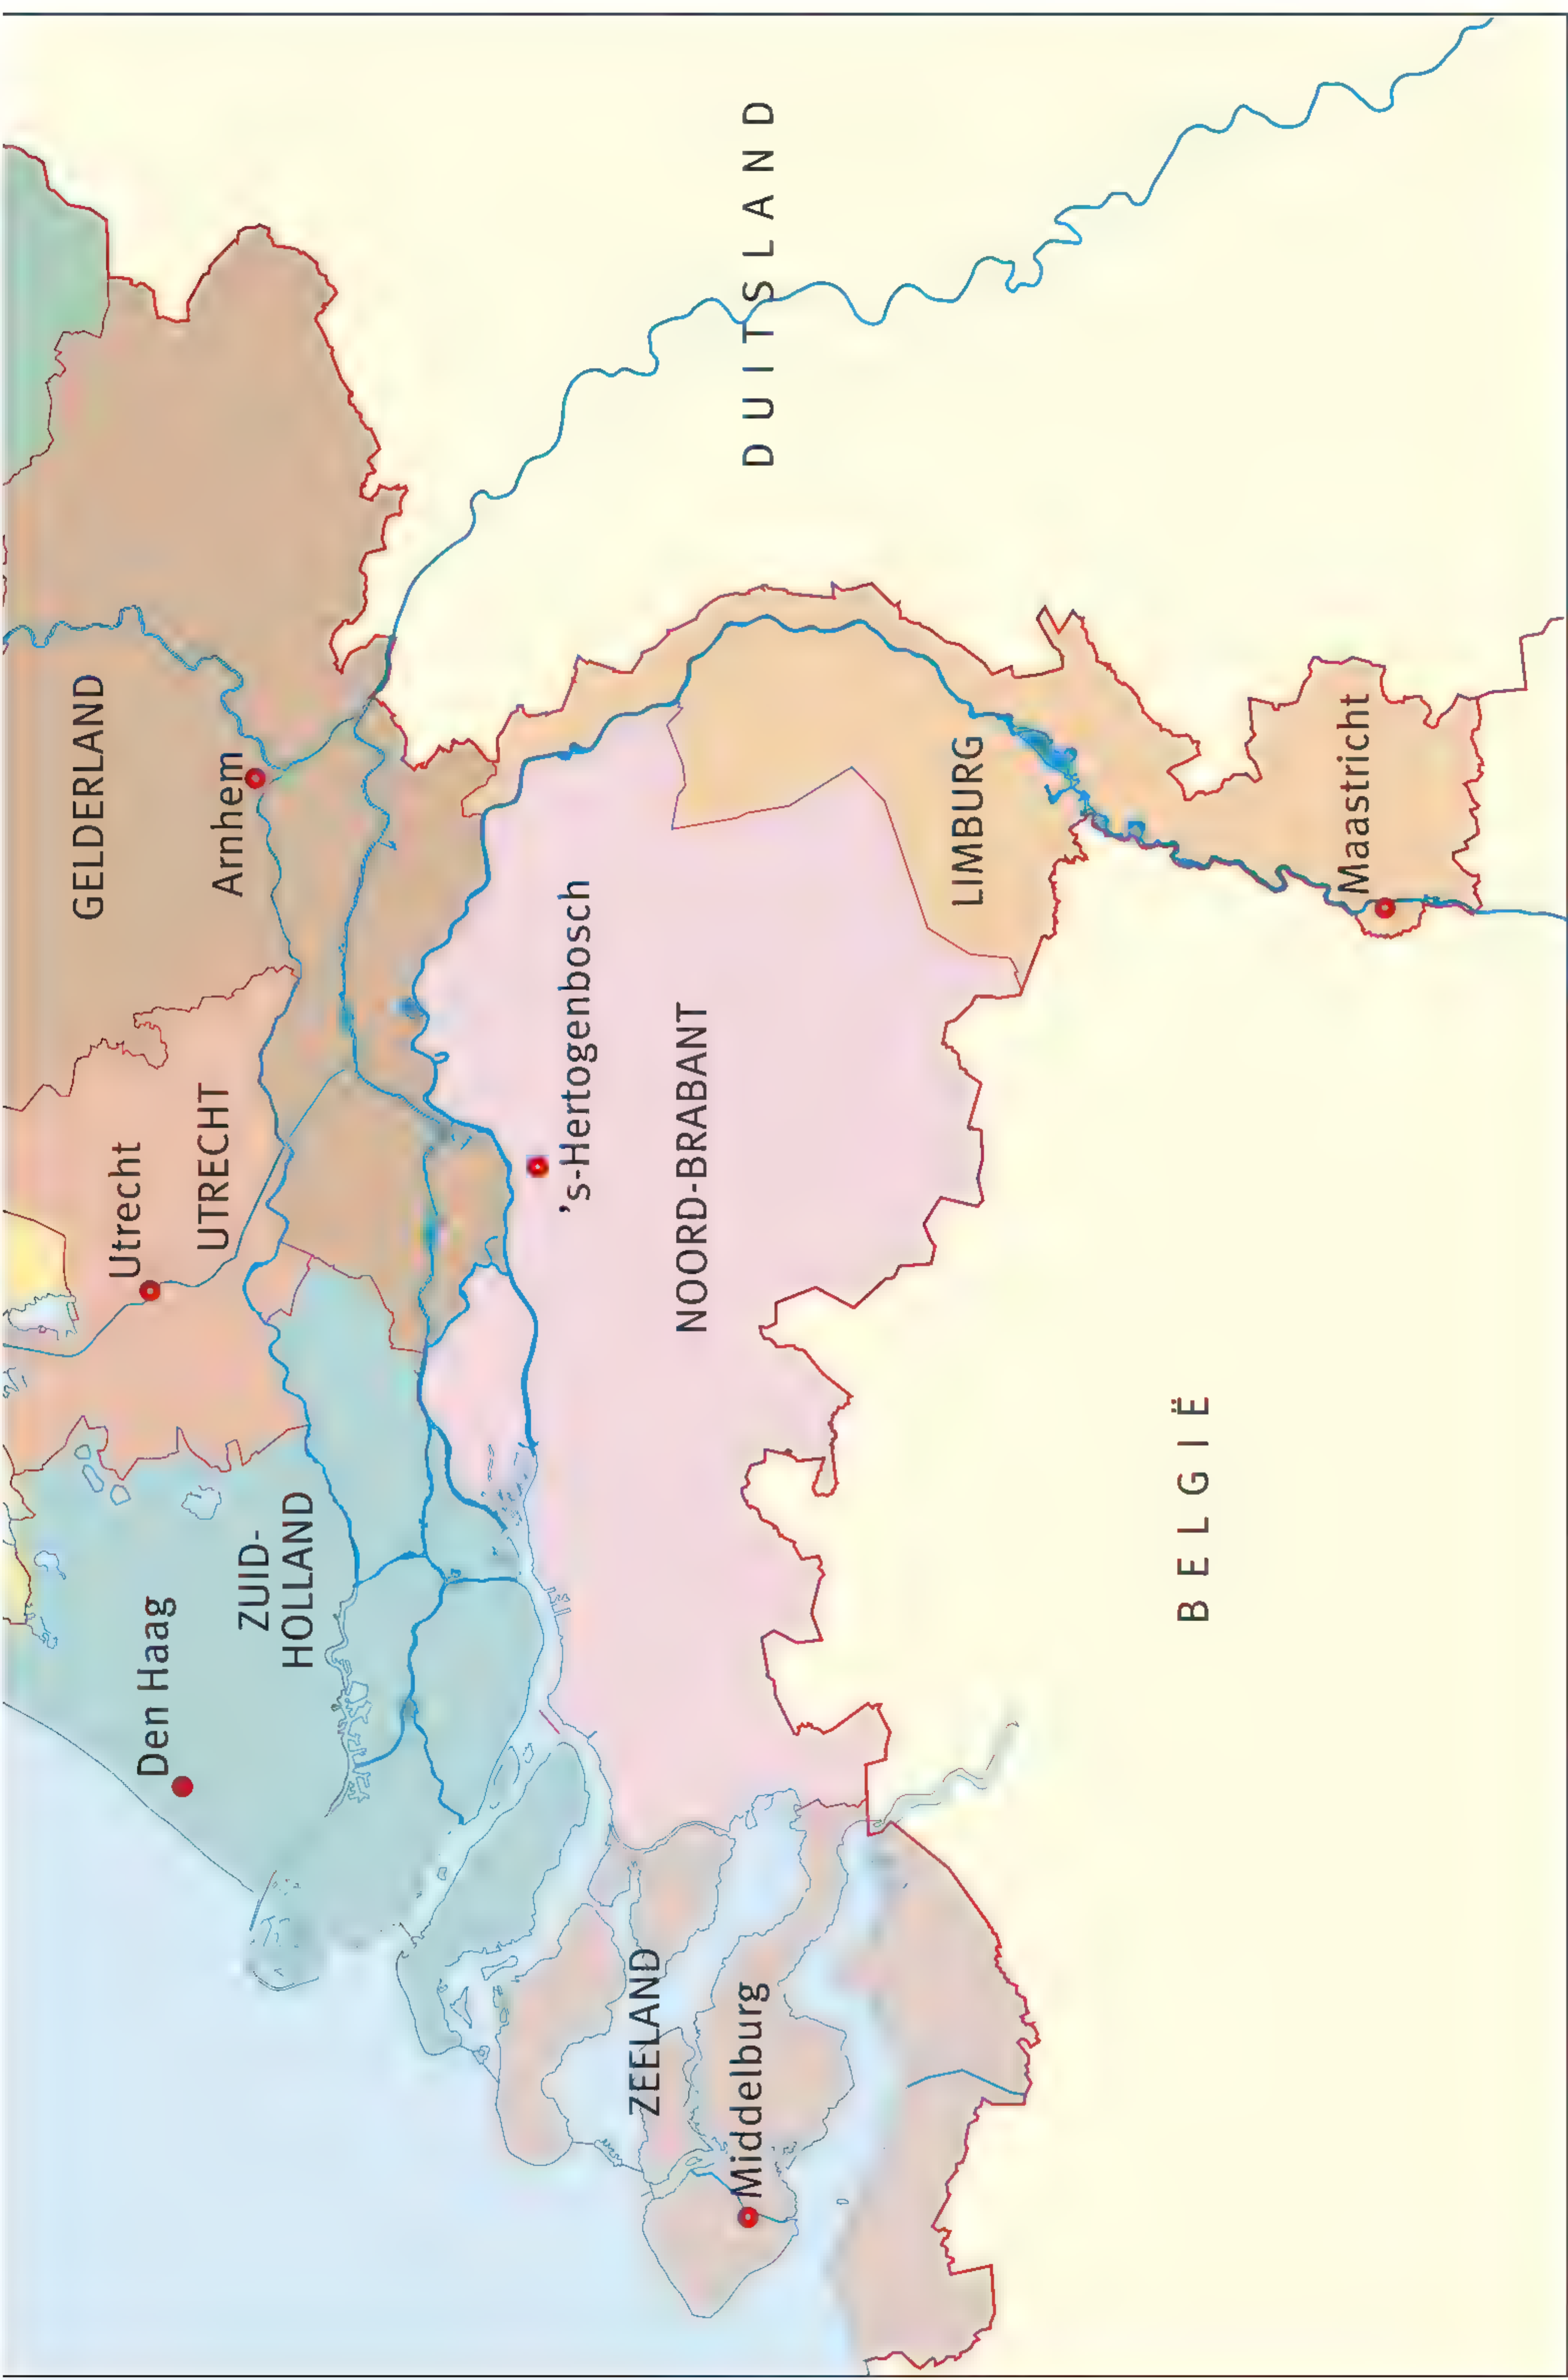 GELDERLAND
Arnhem
Utrecht
UTRECHT
Den Haag
ZUID-
HOLLAND
's-Hertogenbosch
NOORD-BRABANT
DUITSLAND
LIMBURG
Maastricht
ZEELAND
Middelburg
BELGIË